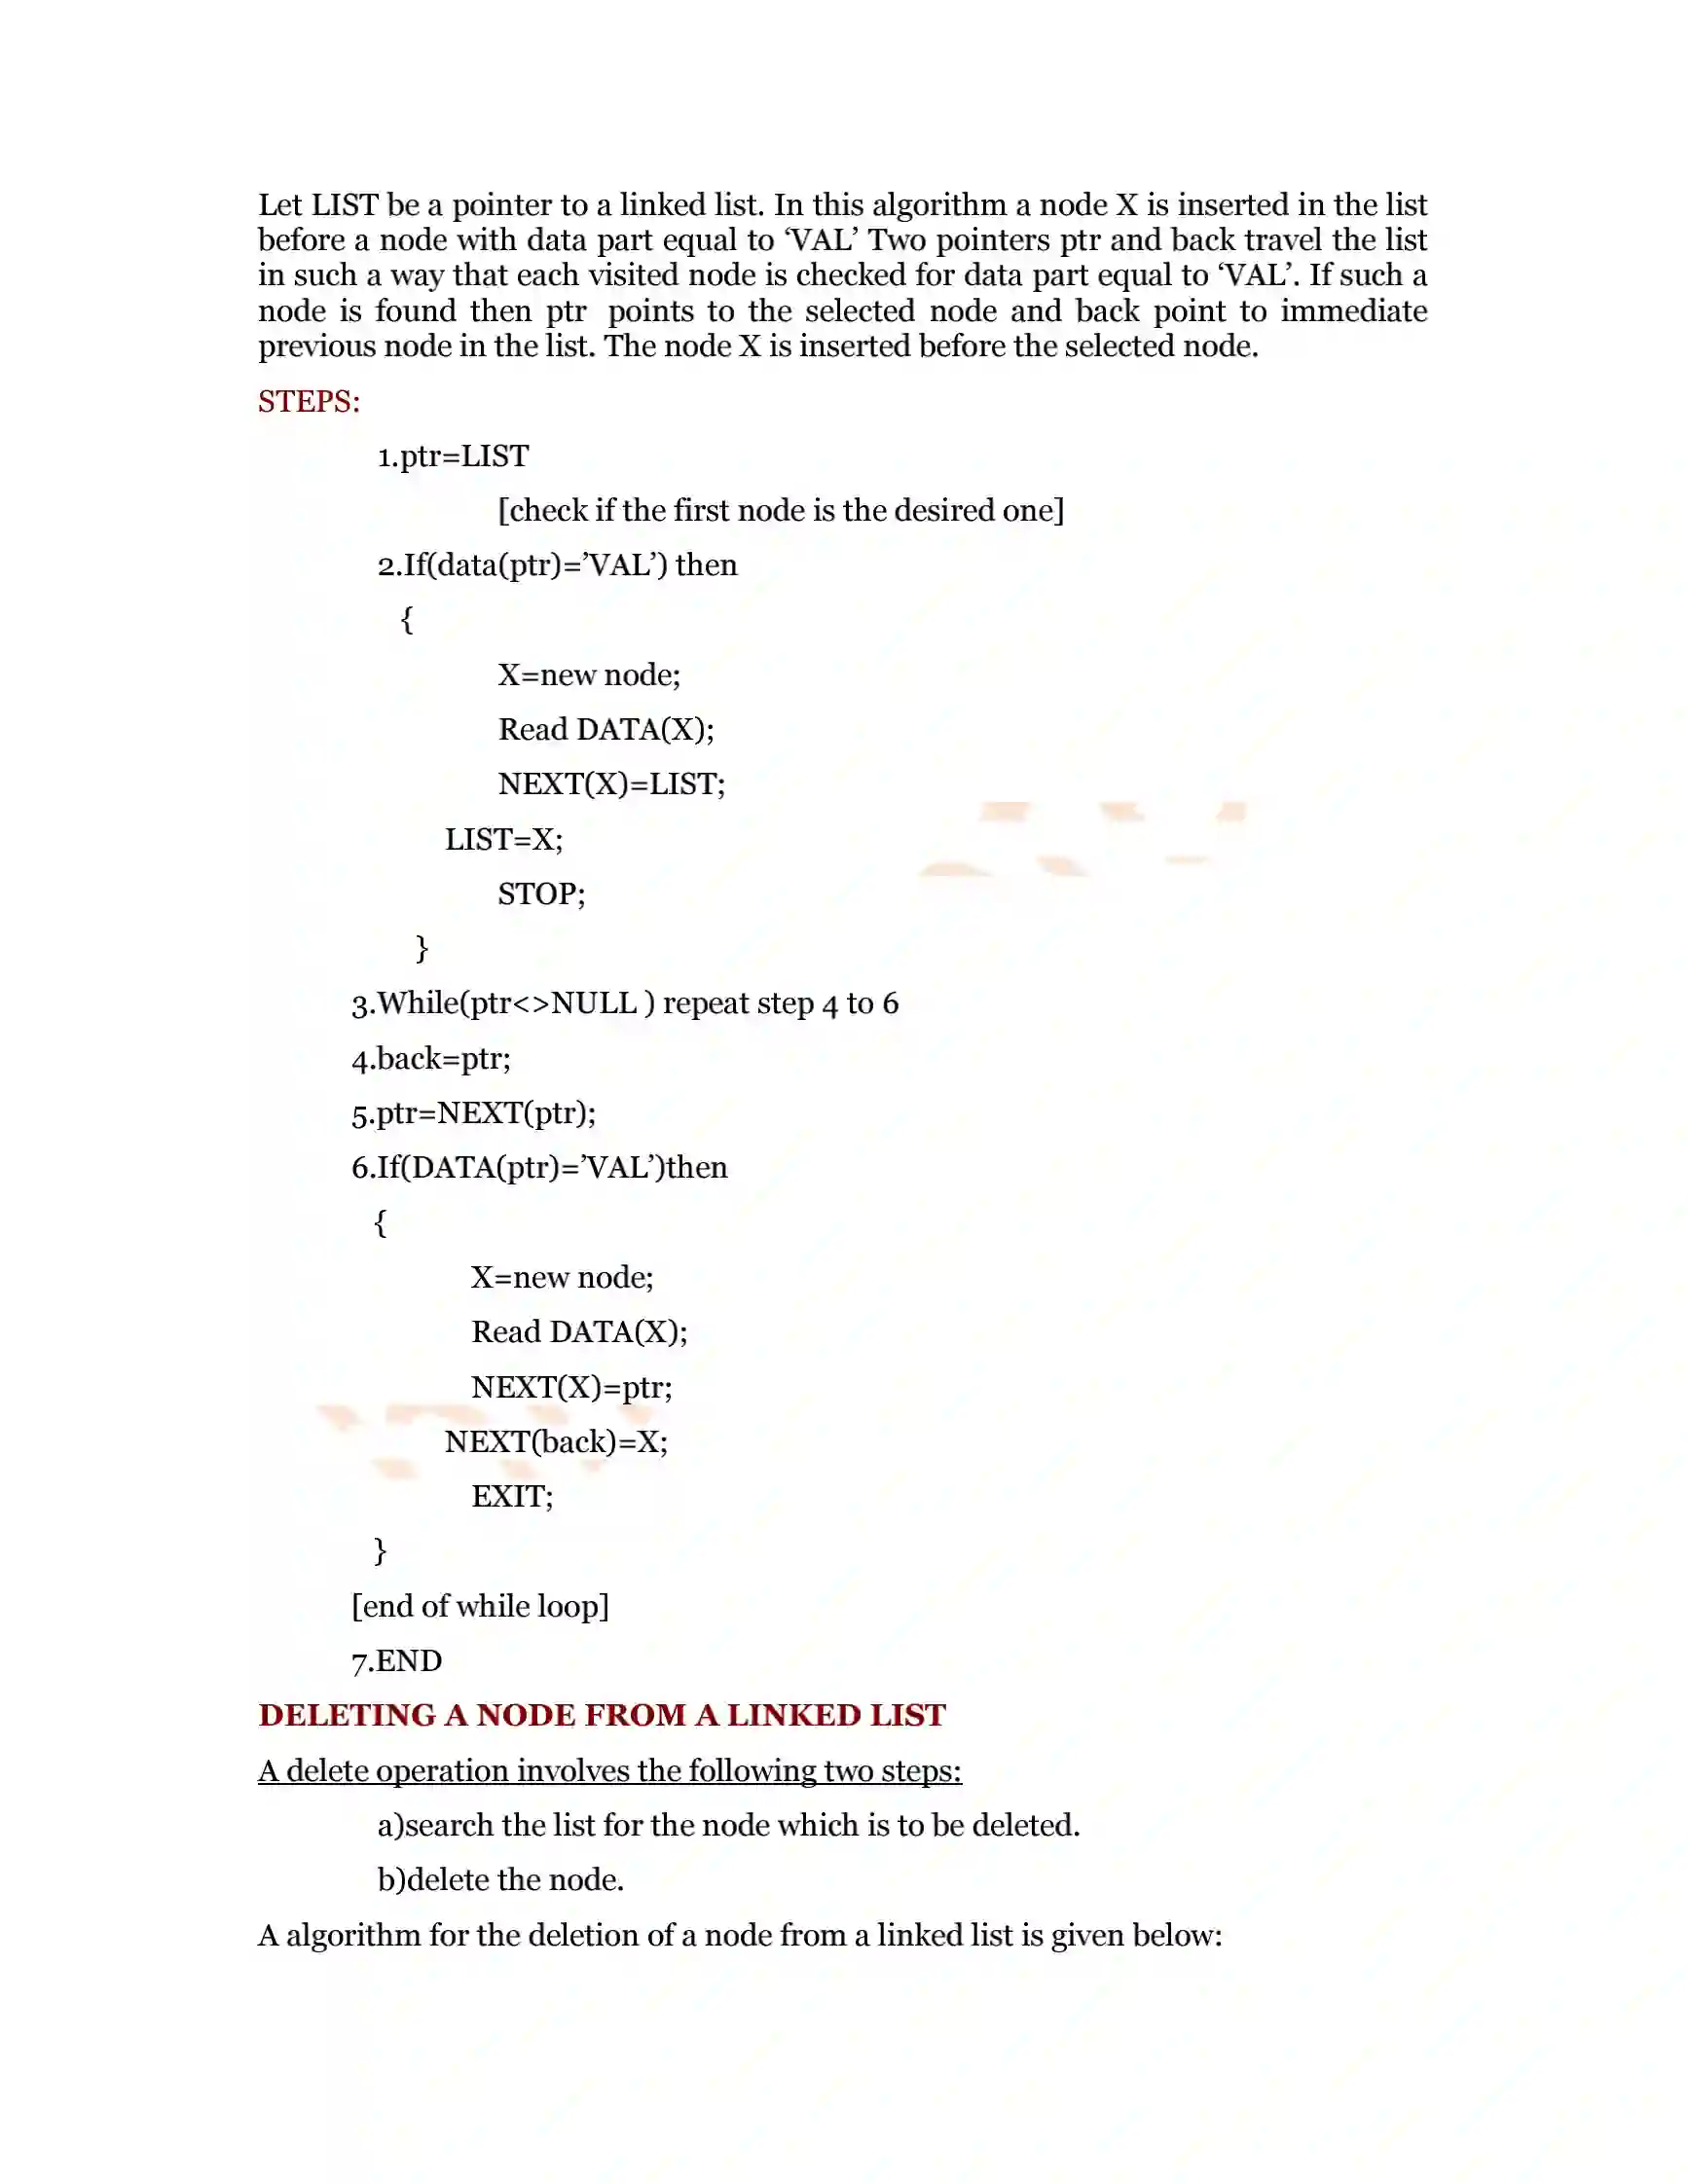 Let LIST be a pointer to a linked list. In this algorithm a node X is inserted in the list
before a node with data part equal to ‘VAL’ Two pointers ptr and back travel the list
in such a way that each visited node is checked for data part equal to ‘VAL’. If such a
node is found then ptr points to the selected node and back point to immediate
previous node in the list. The node X is inserted before the selected node.
STEPS:
1.ptr=LIST
[check if the first node is the desired one]
2.If(data(ptr)=’VAL’) then
{
X=new node;
Read DATA(X);
NEXT(X)=LIST;
LIST=X;
STOP;
}
3.While(ptr<>NULL ) repeat step 4 to 6
4.back=ptr;
5.ptr=NEXT(ptr);
6.If(DATA(ptr)=’VAL’)then
{
X=new node;
Read DATA(X);
NEXT(X)=ptr;
NEXT(back)=X;
EXIT;
}
[end of while loop]
7.END
DELETING A NODE FROM A LINKED LIST
A delete operation involves the following two steps:
a)search the list for the node which is to be deleted.
b)delete the node.
A algorithm for the deletion of a node from a linked list is given below: